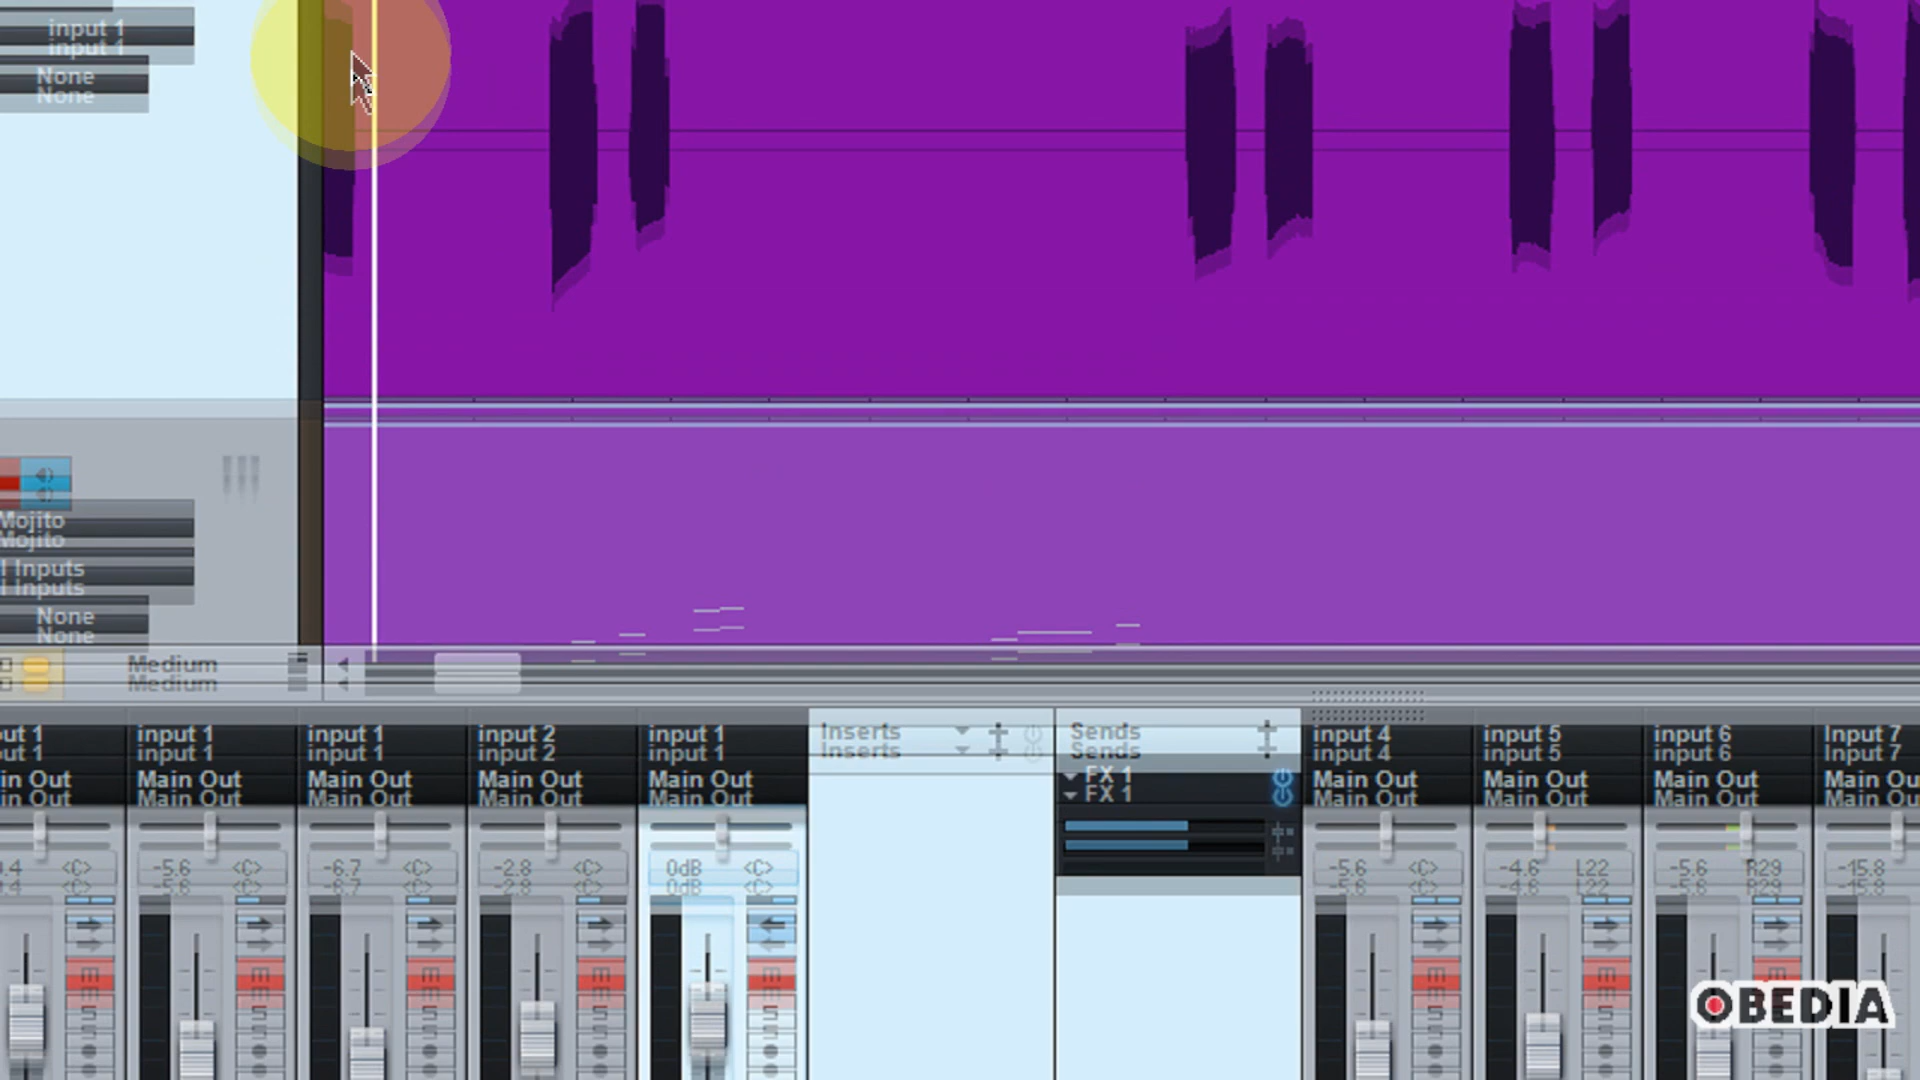 input 1
input 1
None
None
Mojito
Mojito
l Inputs
l Inputs
None
None
Medium
Medium
out 1 input 1 input 1 input 2 input 1 Inserts Sends input 4 input 5 input 6 Input 7
out 1 input 1 input 1 input 2 input 1 Inserts Sends input 4 input 5 input 6 Input 7
in Out Main Out Main Out Main Out Main Out FX 1 Main Out Main Out Main Out Main Ou
in Out Main Out Main Out Main Out Main Out FX 1 Main Out Main Out Main Out Main Ou
9.4 <C> -5.6 <C> -6.7 <C> -2.8 <C> 0dB <C> -5.6 <C> -4.6 L22 -5.6 R29 -15.8
9.4 <C> -5.6 <C> -6.7 <C> -2.8 <C> 0dB <C> -5.6 <C> -4.6 L22 -5.6 R29 -15.8
m m m m m m m m
m m m m m m m m
S S S S S S S
OBEDIA